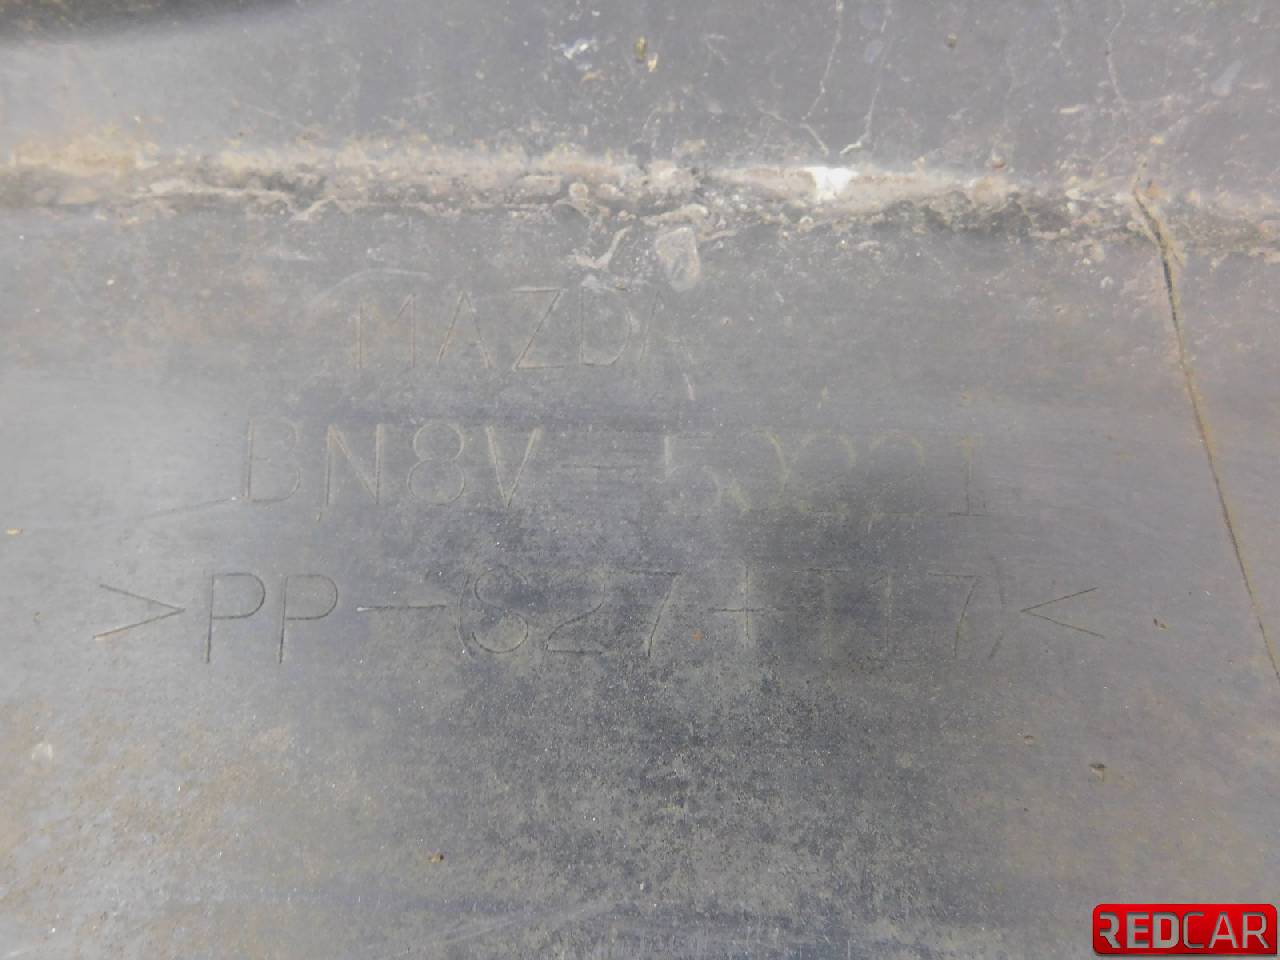 MAZDA
BN8V-50221
>PP-(S27+T17)<
REDCAR